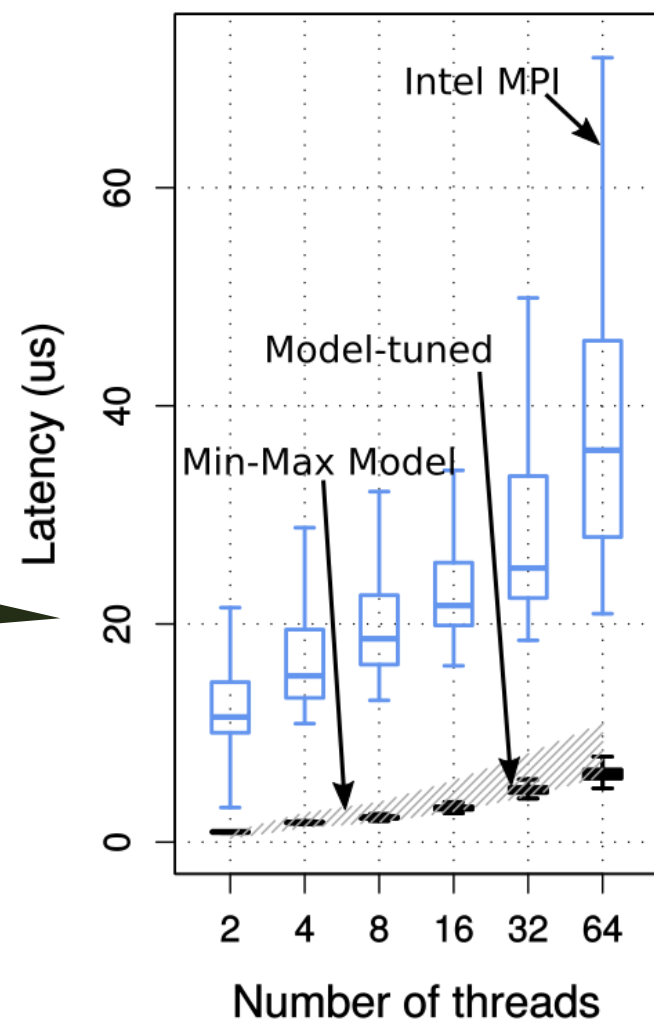 Intel MPI
60
Model-tuned
40
Min-Max Model
Latency (us)
20
0
2 4 8 16 32 64
Number of threads